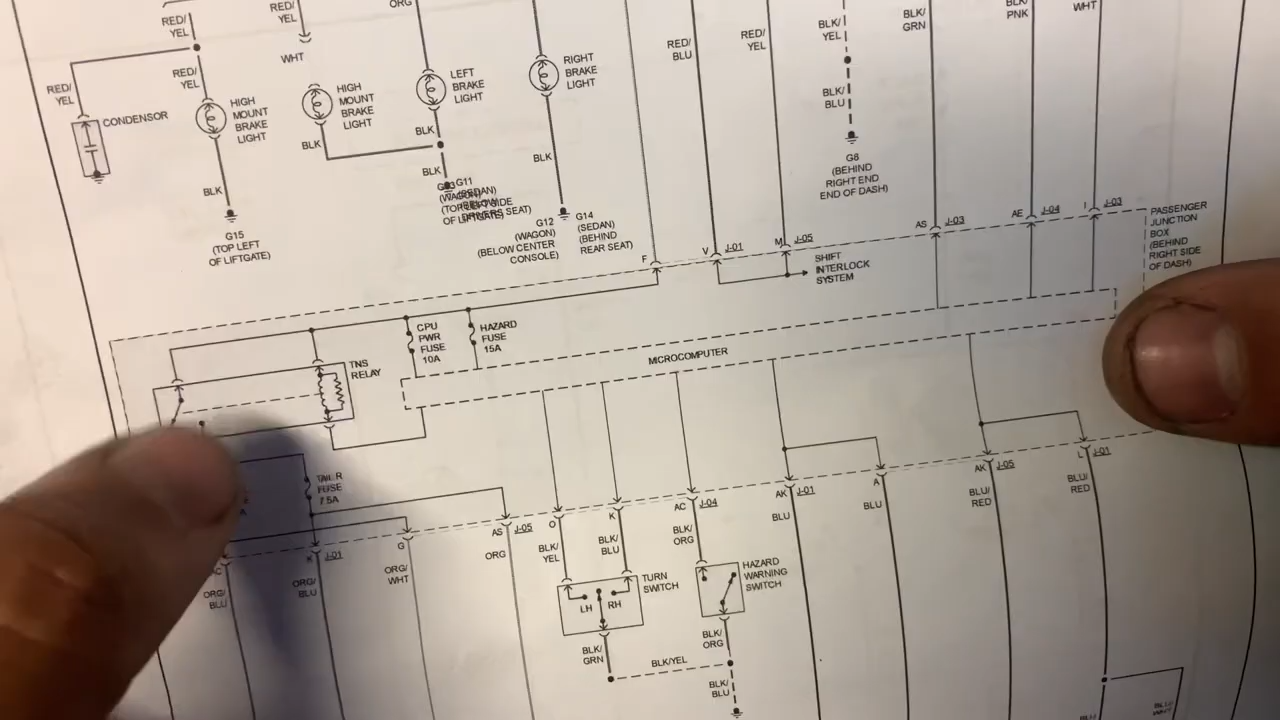 RED/
YEL
RED/
YEL
ORG
RED/
YEL
RED/
YEL
CONDENSOR
HIGH
MOUNT
BRAKE
LIGHT
WHT
HIGH
MOUNT
BRAKE
LIGHT
LEFT
BRAKE
LIGHT
RIGHT
BRAKE
LIGHT
BLK
BLK
BLK
BLK
BLK
G15
(TOP LEFT
OF LIFTGATE)
G11
(SEDAN)
(WAGON)
DRIVERS SEAT)
G12
(WAGON)
(BELOW CENTER
CONSOLE)
G14
(SEDAN)
(BEHIND
REAR SEAT)
RED/
BLU
RED/
YEL
BLK/
YEL
BLK/
BLU
G8
(BEHIND
RIGHT END
OF DASH)
BLK/
GRN
BLK/
PNK
WHT
F
V
J-01
M
J-05
SHIFT
INTERLOCK
SYSTEM
AS
J-03
AE
J-04
I
J-03
PASSENGER
JUNCTION
BOX
(BEHIND
RIGHT SIDE
OF DASH)
CPU
PWR
FUSE
10A
HAZARD
FUSE
15A
TNS
RELAY
MICROCOMPUTER
FUSE
7.5A
C
K
J-01
G
AS
J-05
O
K
AC
J-04
AK
J-01
A
AK
J-05
L
J-01
ORG/
BLU
ORG/
BLU
ORG/
WHT
ORG
BLK/
YEL
BLK/
BLU
BLK/
ORG
BLU
BLU
BLU/
RED
BLU/
RED
LH
RH
TURN
SWITCH
HAZARD
WARNING
SWITCH
BLK/
GRN
BLK/YEL
BLK/
ORG
BLK/
BLU
BLU
BLU/
WHT